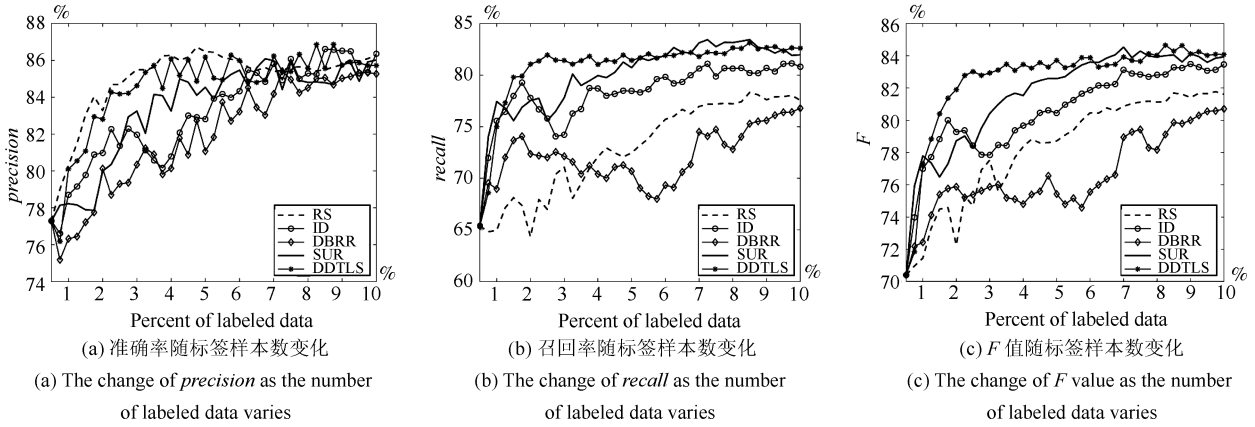 %
88
86
84
82
80
78
76
74
precision
RS
ID
DBRR
SUR
DDTLS
%
1 2 3 4 5 6 7 8 9 10
Percent of labeled data
(a) 准确率随标签样本数变化
(a) The change of precision as the number
of labeled data varies
%
85
80
75
70
65
60
recall
RS
ID
DBRR
SUR
DDTLS
%
1 2 3 4 5 6 7 8 9 10
Percent of labeled data
(b) 召回率随标签样本数变化
(b) The change of recall as the number
of labeled data varies
%
86
84
82
80
78
76
74
72
70
F
RS
ID
DBRR
SUR
DDTLS
%
1 2 3 4 5 6 7 8 9 10
Percent of labeled data
(c) F 值随标签样本数变化
(c) The change of F value as the number
of labeled data varies